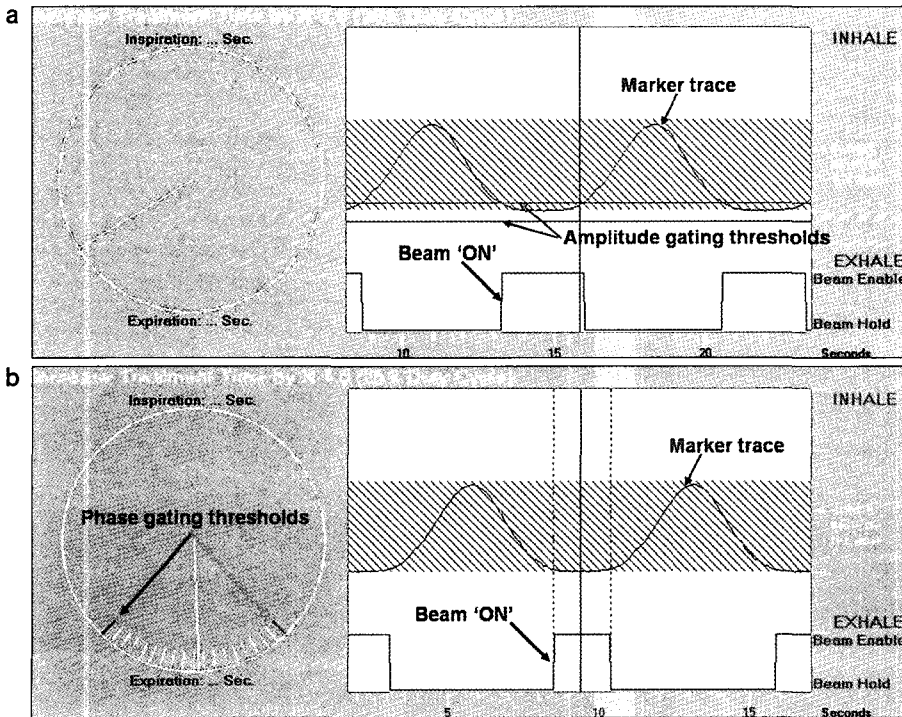 a
Inspiration: ... Sec.
INHALE
Marker trace
Amplitude gating thresholds
Beam 'ON'
EXHALE
Beam Enable
Expiration: ... Sec.
Beam Hold
10 15 20 Seconds
b
Inspiration: ... Sec.
INHALE
Marker trace
Phase gating thresholds
Beam 'ON'
EXHALE
Beam Enable
Expiration: ... Sec.
Beam Hold
5 10 15 Seconds